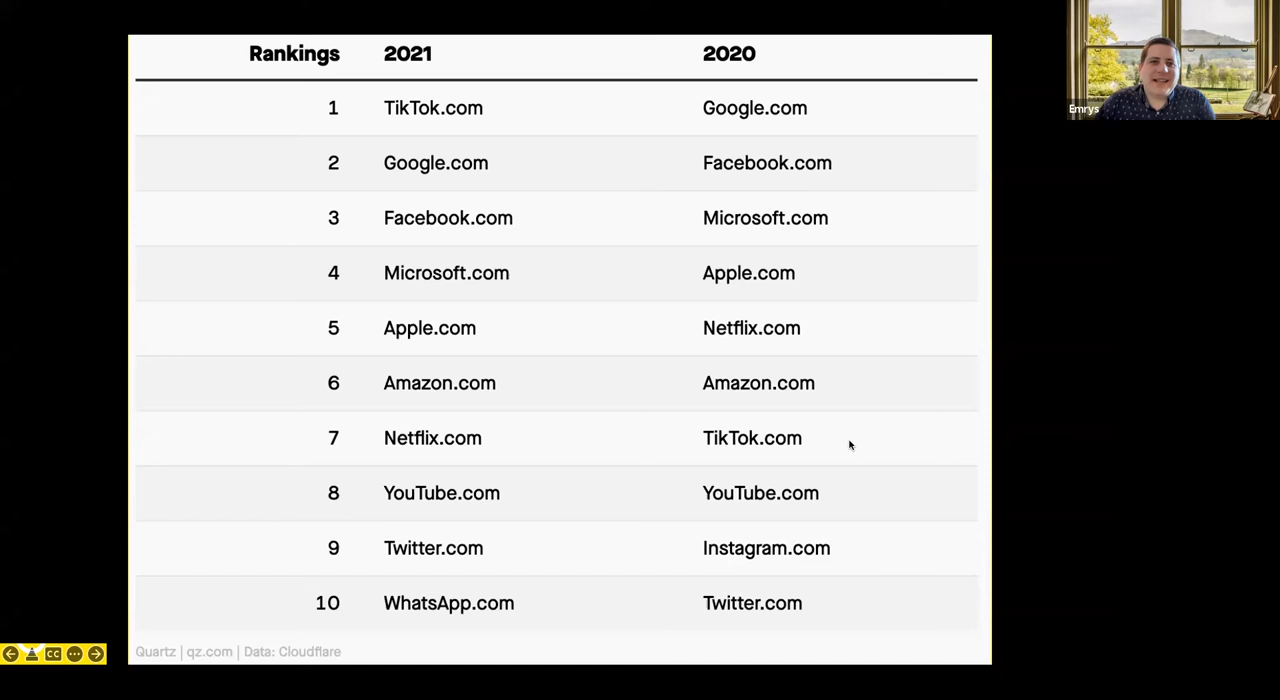 Rankings 2021 2020
1 TikTok.com Google.com
2 Google.com Facebook.com
3 Facebook.com Microsoft.com
4 Microsoft.com Apple.com
5 Apple.com Netflix.com
6 Amazon.com Amazon.com
7 Netflix.com TikTok.com
8 YouTube.com YouTube.com
9 Twitter.com Instagram.com
10 WhatsApp.com Twitter.com
Quartz | qz.com | Data: Cloudflare
Emrys
CC